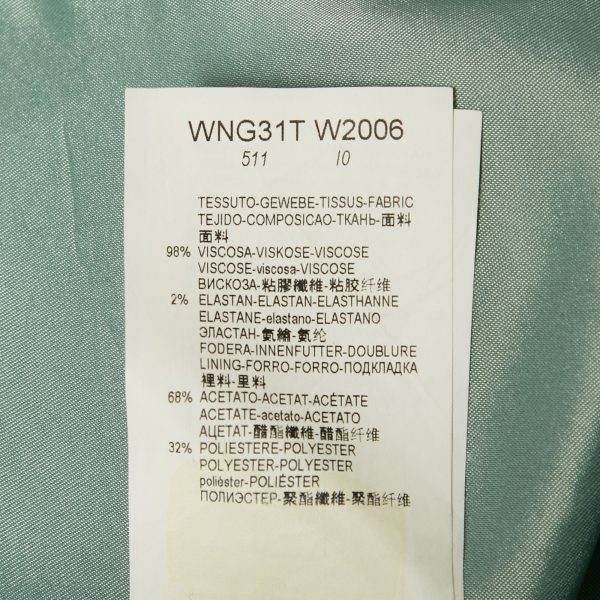 WNG31T W2006
511 I0
TESSUTO-GEWEBE-TISSUS-FABRIC
TEJIDO-COMPOSICAO-ТКАНЬ-面料
面料
98% VISCOSA-VISKOSE-VISCOSE
VISCOSE-viscosa-VISCOSE
ВИСКОЗА-粘膠纖維-粘胶纤维
2% ELASTAN-ELASTAN-ELASTHANNE
ELASTANE-elastano-ELASTANO
ЭЛАСТАН-氨綸-氨纶
FODERA-INNENFUTTER-DOUBLURE
LINING-FORRO-FORRO-ПОДКЛАДКА
裡料-里料
68% ACETATO-ACETAT-ACÉTATE
ACETATE-acetato-ACETATO
АЦЕТАТ-醋酯纖維-醋酯纤维
32% POLIESTERE-POLYESTER
POLYESTER-POLYESTER
poliéster-POLIÉSTER
ПОЛИЭСТЕР-聚酯纖維-聚酯纤维